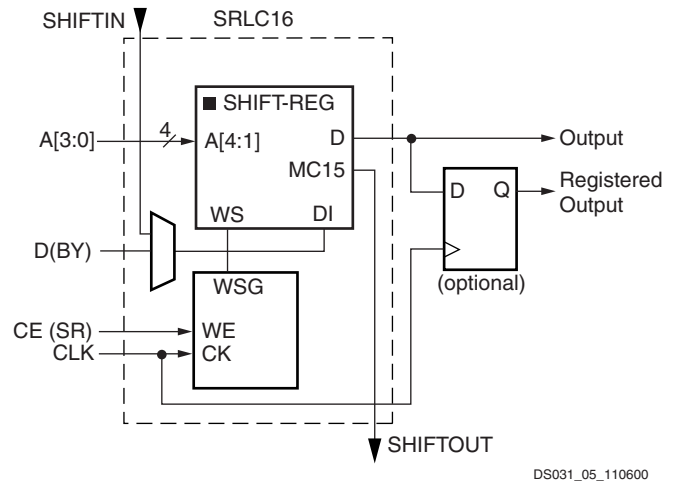 SHIFTIN
SRLC16
SHIFT-REG
A[3:0]
4
A[4:1]
D
Output
MC15
D Q
Registered
Output
WS
DI
D(BY)
WSG
(optional)
CE (SR)
WE
CLK
CK
SHIFTOUT
DS031_05_110600